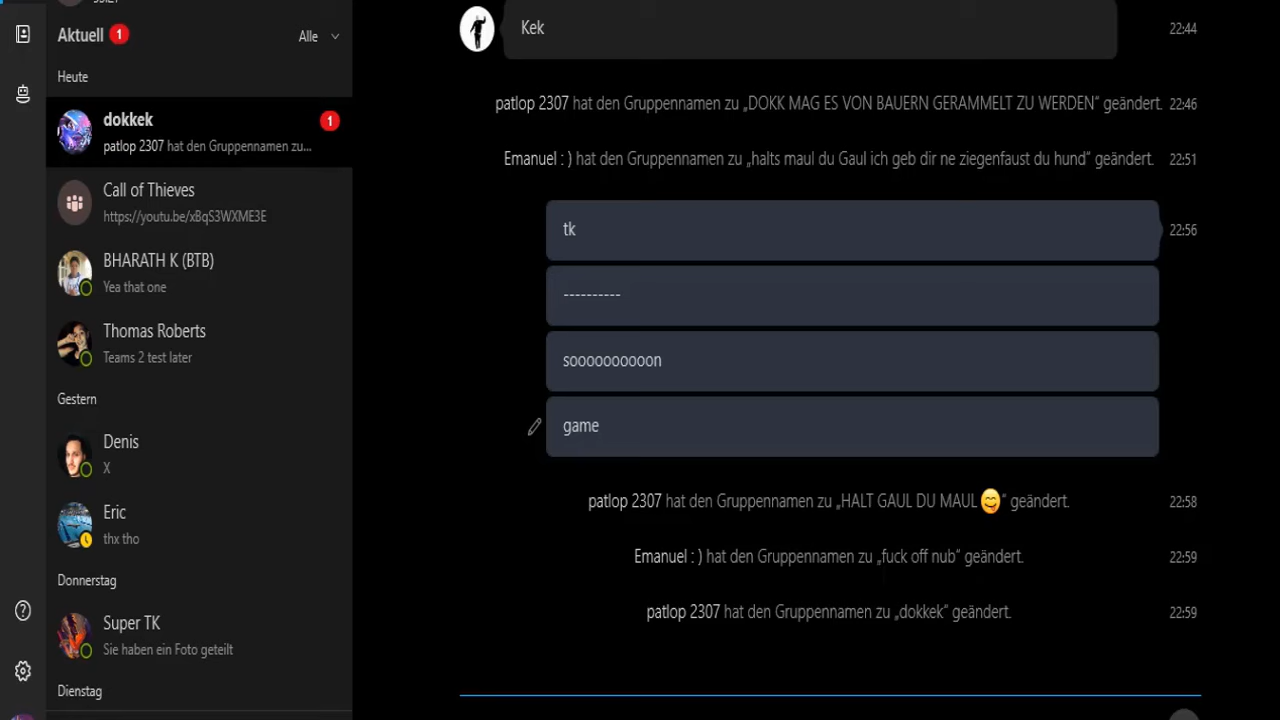 Aktuell 1
Alle
Heute
dokkek 1
patlop 2307 hat den Gruppennamen zu...
Call of Thieves
https://youtu.be/xBqS3WXME3E
BHARATH K (BTB)
Yea that one
Thomas Roberts
Teams 2 test later
Gestern
Denis
X
Eric
thx tho
Donnerstag
Super TK
Sie haben ein Foto geteilt
Dienstag
Kek 22:44
patlop 2307 hat den Gruppennamen zu „DOKK MAG ES VON BAUERN GERAMMELT ZU WERDEN“ geändert. 22:46
Emanuel : ) hat den Gruppennamen zu „halts maul du Gaul ich geb dir ne ziegenfaust du hund“ geändert. 22:51
tk 22:56
----------
soooooooooon
game
patlop 2307 hat den Gruppennamen zu „HALT GAUL DU MAUL 😋“ geändert. 22:58
Emanuel : ) hat den Gruppennamen zu „fuck off nub“ geändert. 22:59
patlop 2307 hat den Gruppennamen zu „dokkek“ geändert. 22:59